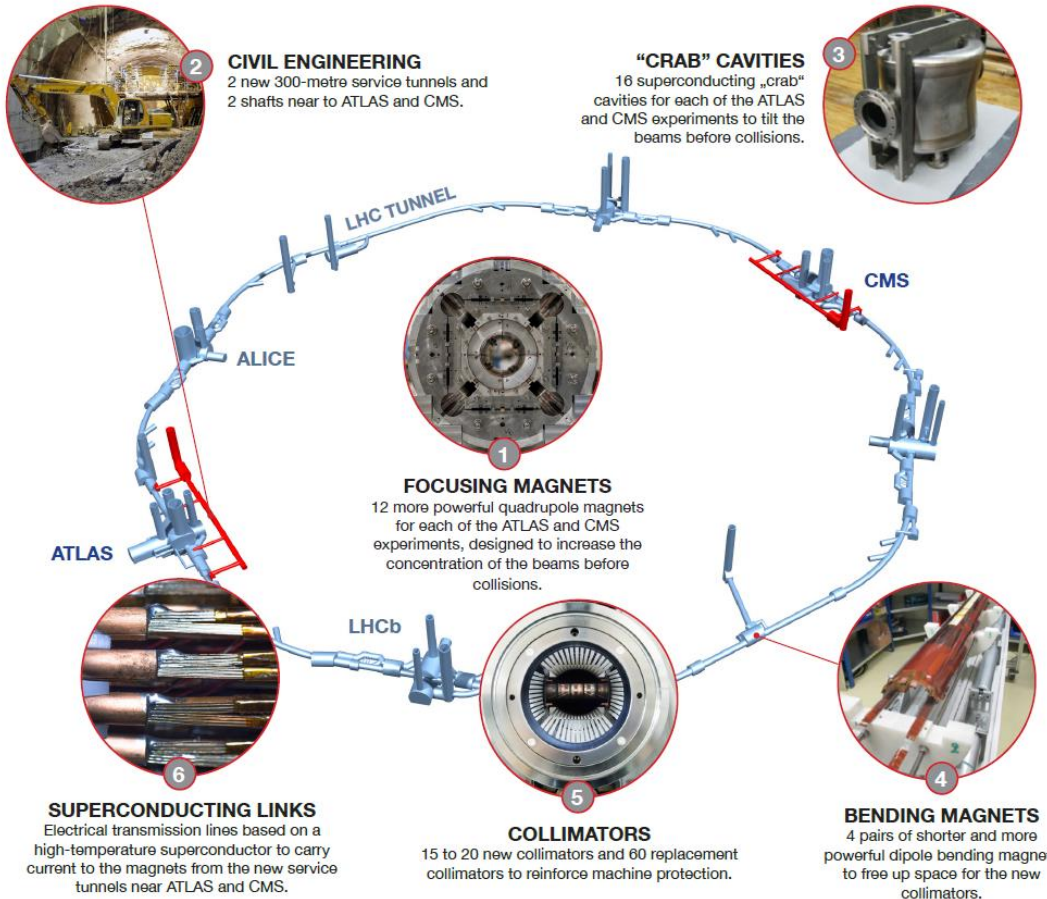 2
CIVIL ENGINEERING
2 new 300-metre service tunnels and
2 shafts near to ATLAS and CMS.
3
“CRAB” CAVITIES
16 superconducting „crab“
cavities for each of the ATLAS
and CMS experiments to tilt the
beams before collisions.
LHC TUNNEL
CMS
ALICE
1
FOCUSING MAGNETS
12 more powerful quadrupole magnets
for each of the ATLAS and CMS
experiments, designed to increase the
concentration of the beams before
collisions.
ATLAS
LHCb
6
SUPERCONDUCTING LINKS
Electrical transmission lines based on a
high-temperature superconductor to carry
current to the magnets from the new service
tunnels near ATLAS and CMS.
5
COLLIMATORS
15 to 20 new collimators and 60 replacement
collimators to reinforce machine protection.
2
4
BENDING MAGNETS
4 pairs of shorter and more
powerful dipole bending magne
to free up space for the new
collimators.